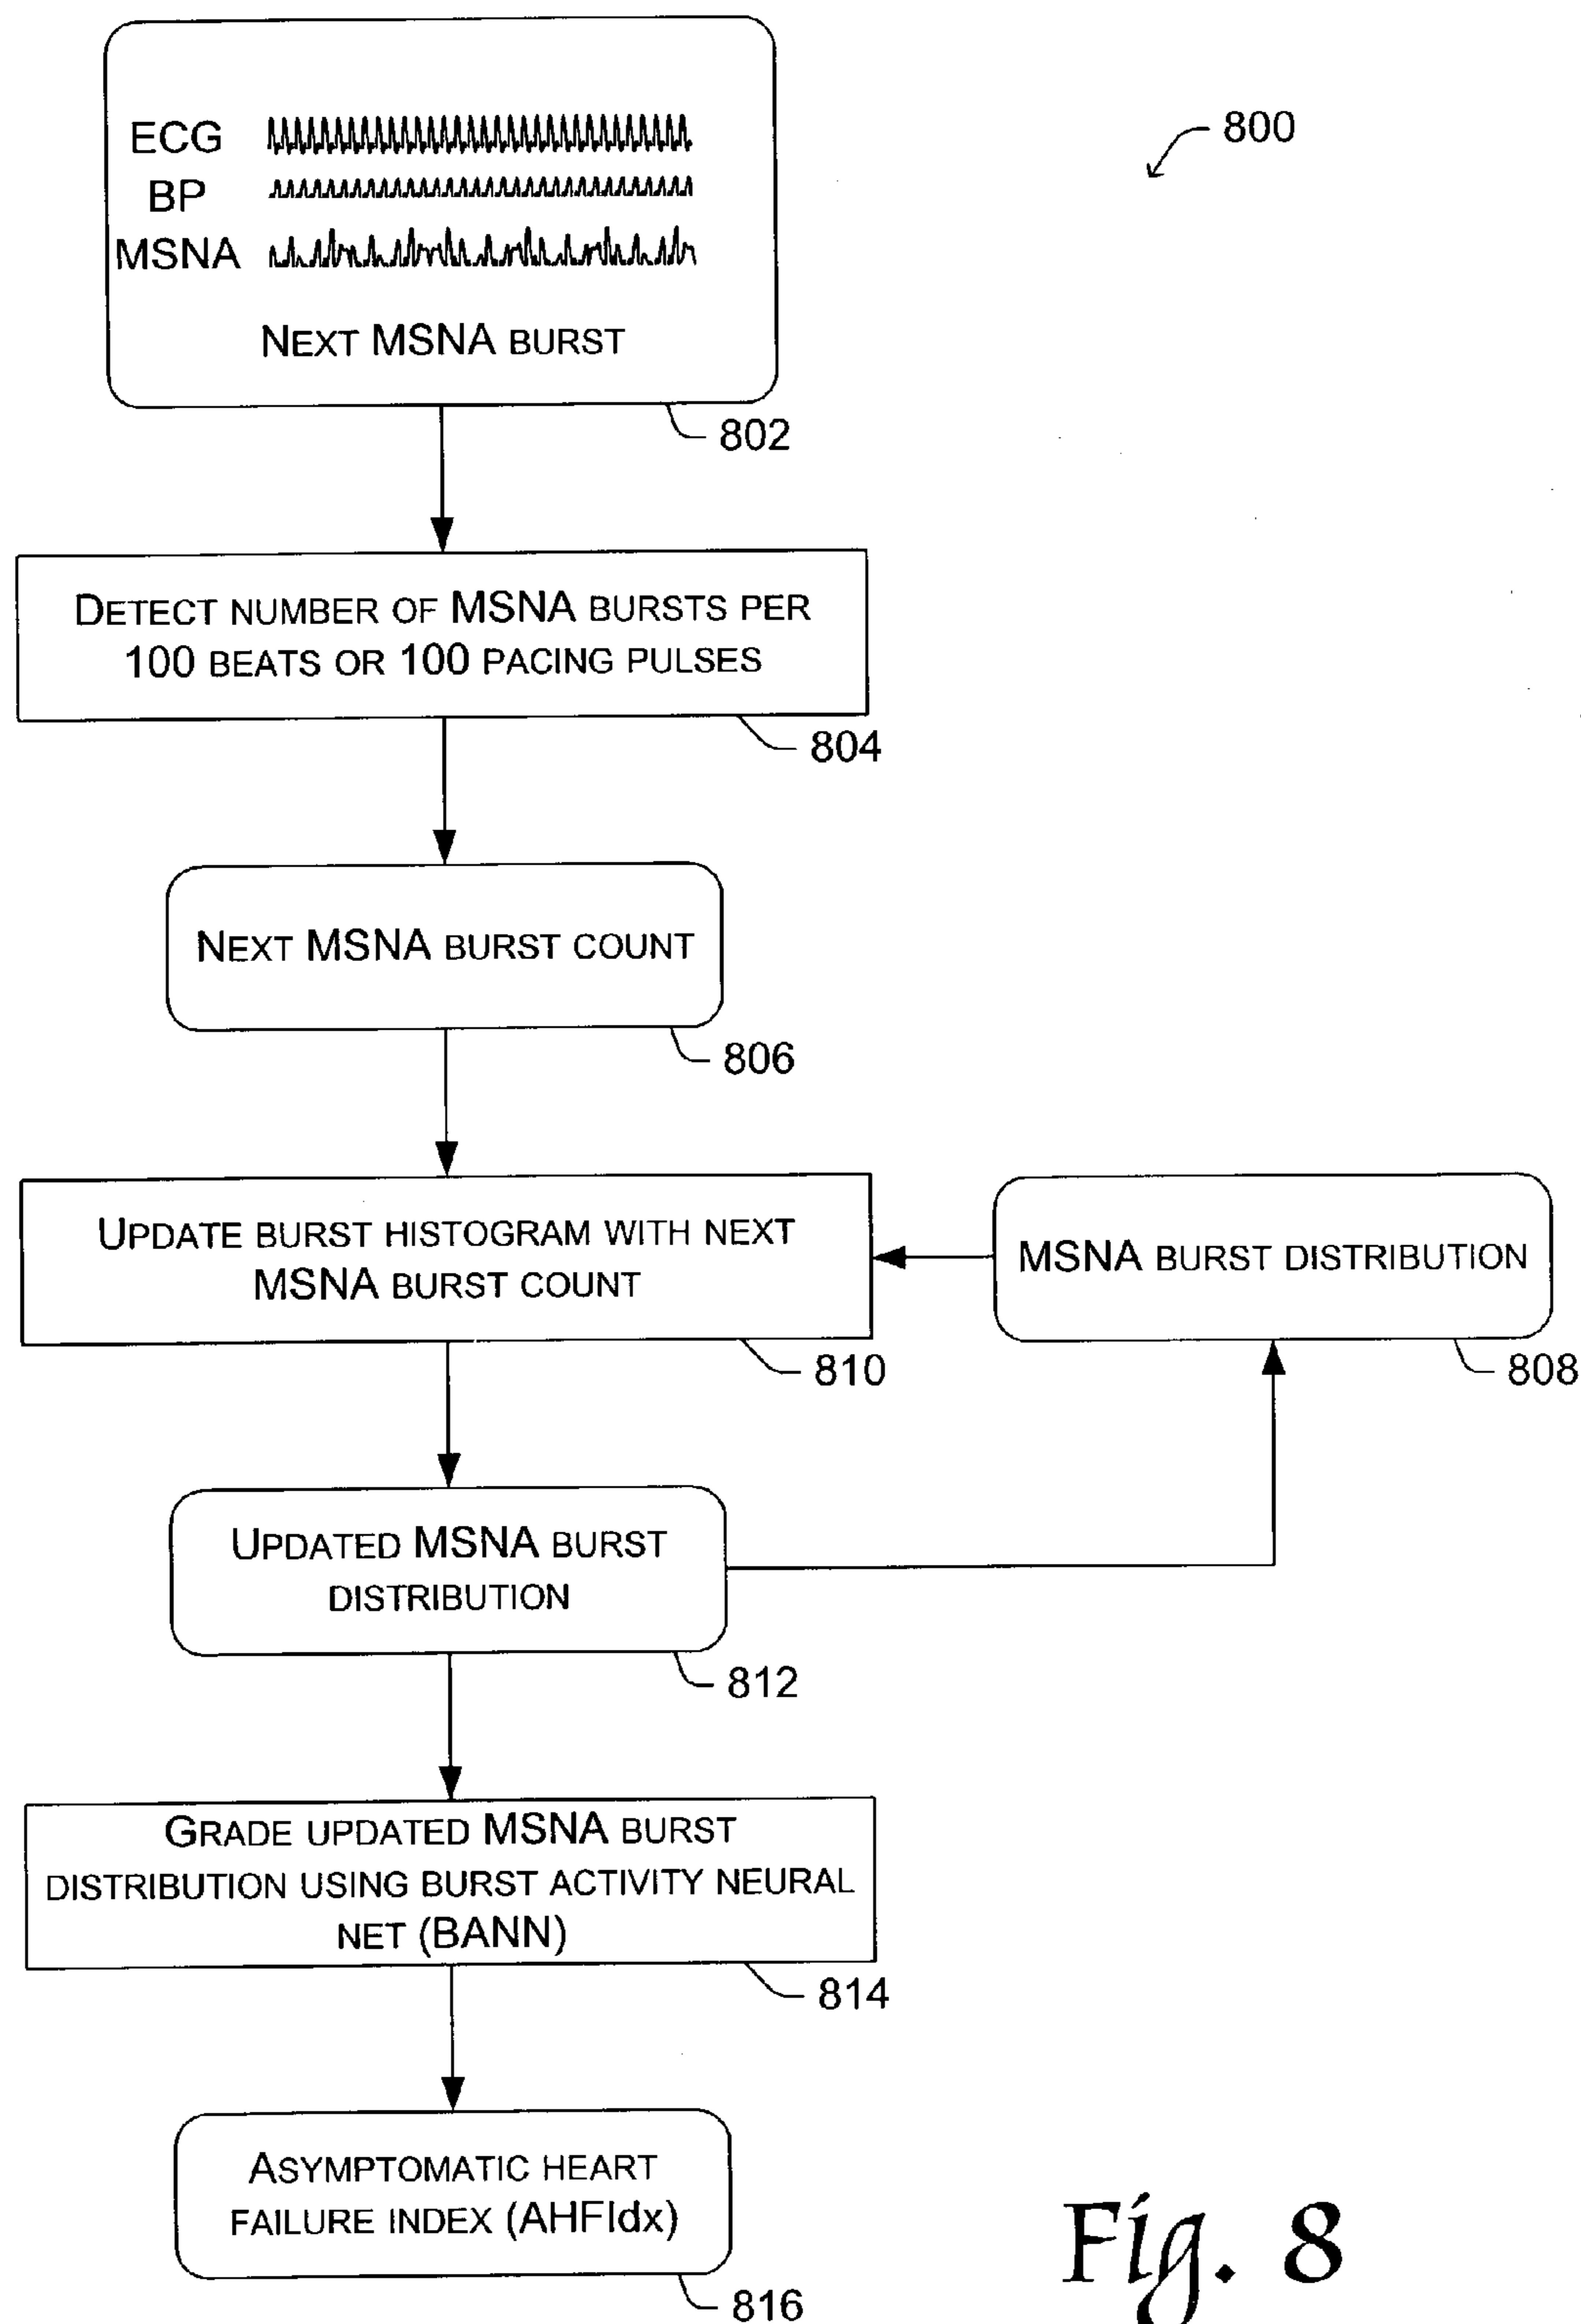 800
ECG
BP
MSNA
NEXT MSNA BURST
802
DETECT NUMBER OF MSNA BURSTS PER
100 BEATS OR 100 PACING PULSES
804
NEXT MSNA BURST COUNT
806
UPDATE BURST HISTOGRAM WITH NEXT
MSNA BURST COUNT
810
MSNA BURST DISTRIBUTION
808
UPDATED MSNA BURST
DISTRIBUTION
812
GRADE UPDATED MSNA BURST
DISTRIBUTION USING BURST ACTIVITY NEURAL
NET (BANN)
814
ASYMPTOMATIC HEART
FAILURE INDEX (AHFIdx)
816
Fig. 8